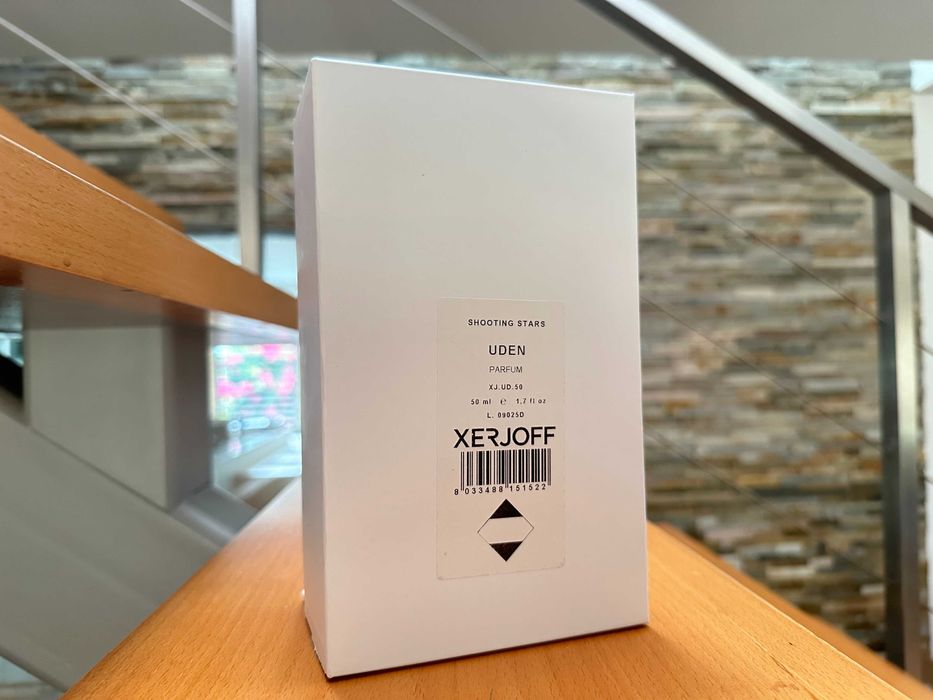 SHOOTING STARS
UDEN
PARFUM
XJ.UD.50
50 ml ℮ 1,7 fl oz
L. 09025D
XERJOFF
8 033488 151522